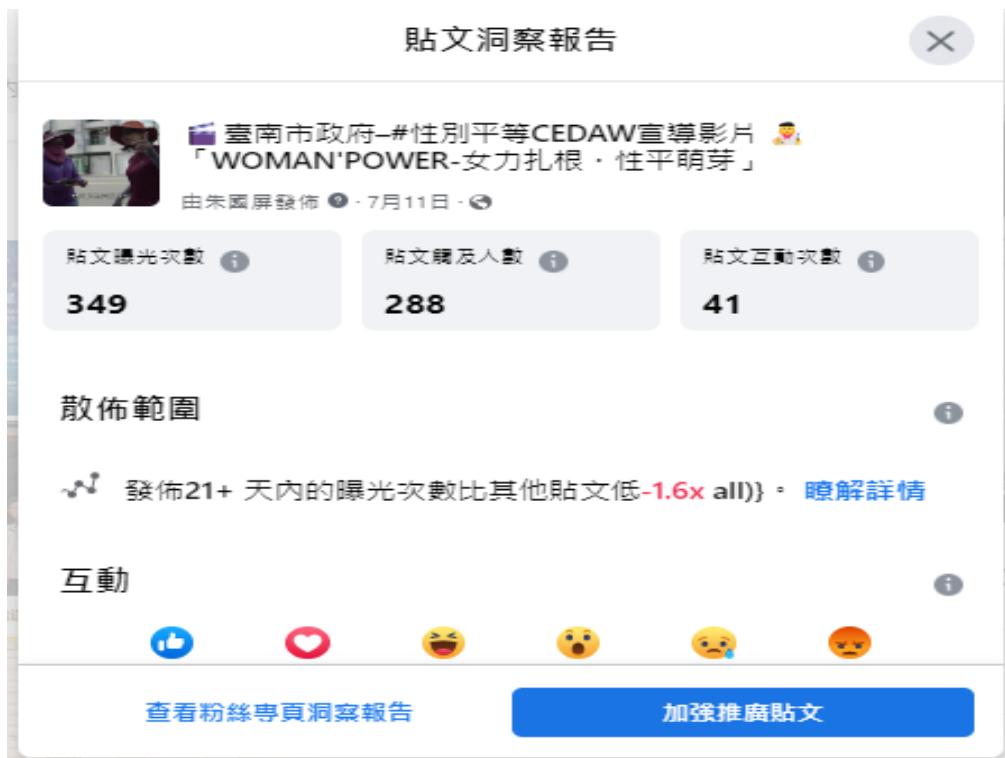 貼文洞察報告
🎬 臺南市政府–#性別平等CEDAW宣導影片 👩‍🎨
「WOMAN'POWER-女力扎根．性平萌芽」
由朱國屏發佈 · 7月11日 ·
貼文曝光次數
貼文觸及人數
貼文互動次數
349
288
41
散佈範圍
發佈21+ 天內的曝光次數比其他貼文低-1.6x all)}。 瞭解詳情
互動
查看粉絲專頁洞察報告
加強推廣貼文